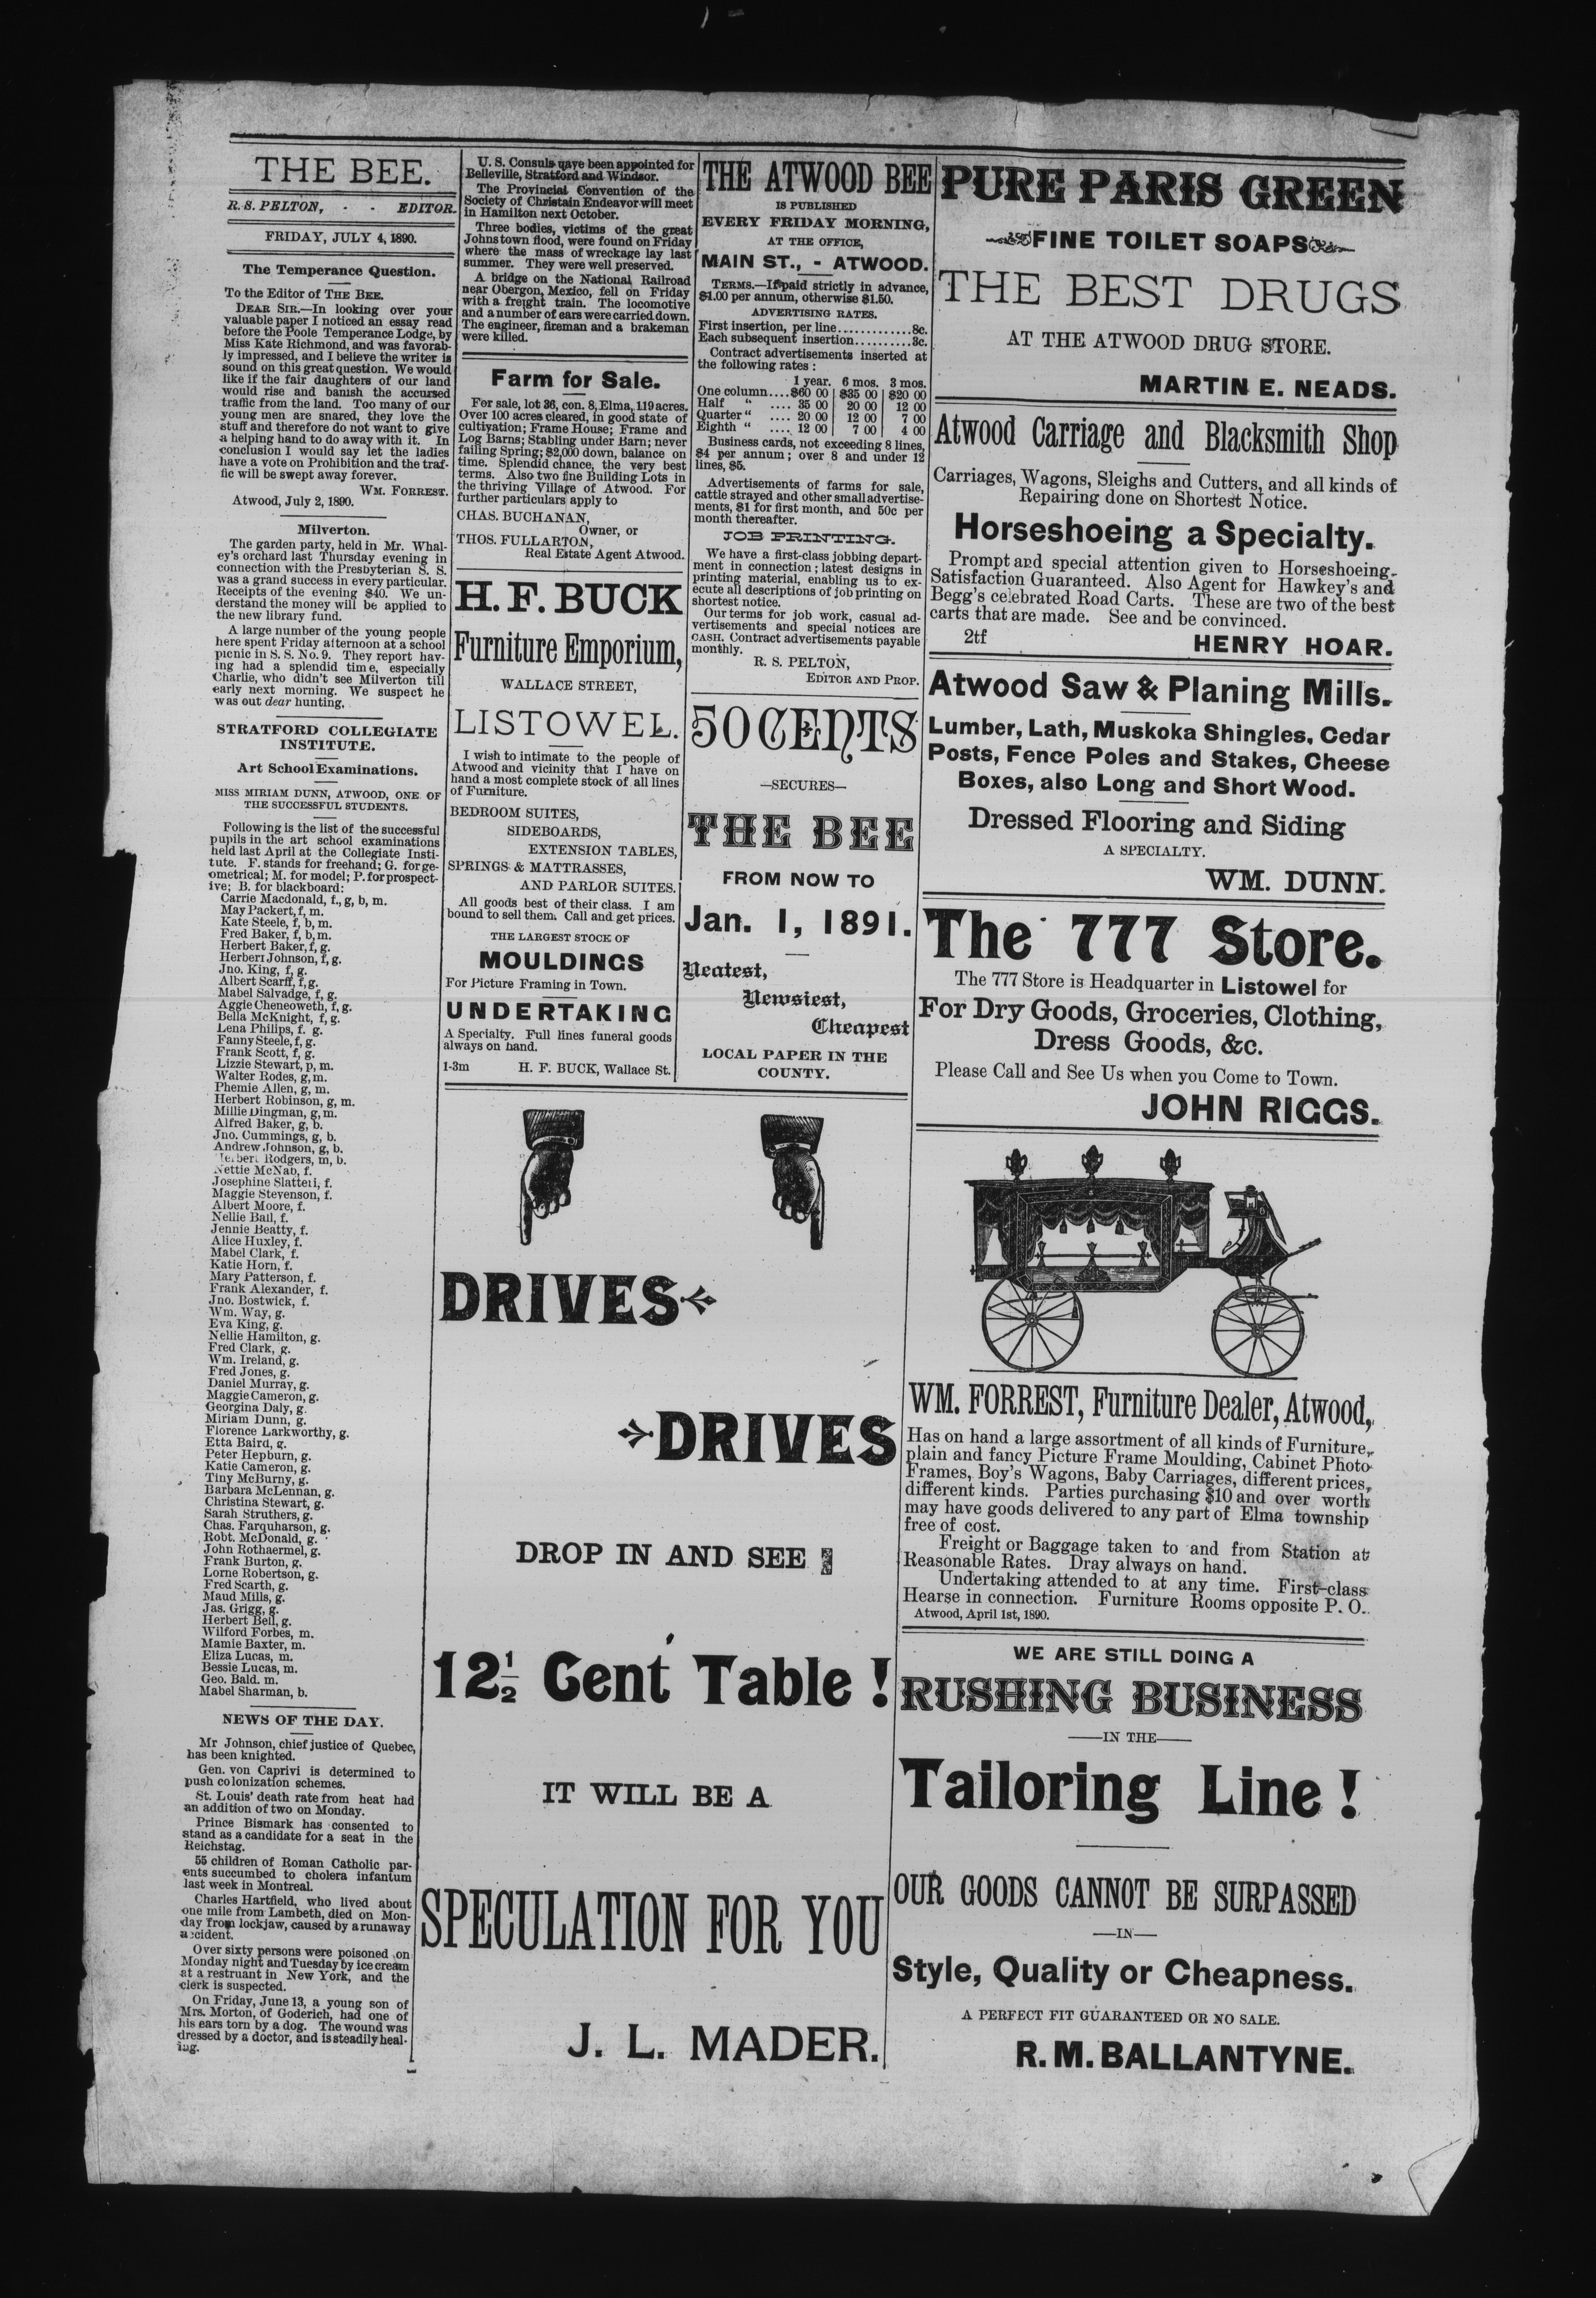 THE BEE.
R. S. PELTON, - - EDITOR.
FRIDAY, JULY 4, 1890.
The Temperance Question.
To the Editor of THE BEE.
DEAR SIR.—In looking over your
valuable paper I noticed an essay read
before the Poole Temperance Lodge, by
Miss Kate Richmond, and was favorab-
ly impressed, and I believe the writer is
sound on this great question. We would
like if the fair daughters of our land
would rise and banish the accursed
traffic from the land. Too many of our
young men are snared, they love the
stuff and therefore do not want to give
a helping hand to do away with it. In
conclusion I would say let the ladies
have a vote on Prohibition and the traf-
fic will be swept away forever.
WM. FORREST.
Atwood, July 2, 1890.
Milverton.
The garden party, held in Mr. Whal-
ey's orchard last Thursday evening in
connection with the Presbyterian S. S.
was a grand success in every particular.
Receipts of the evening $40. We un-
derstand the money will be applied to
the new library fund.
A large number of the young people
here spent Friday afternoon at a school
picnic in S. S. No. 9. They report hav-
ing had a splendid time, especially
Charlie, who didn't see Milverton till
early next morning. We suspect he
was out dear hunting.
STRATFORD COLLEGIATE
INSTITUTE.
Art School Examinations.
MISS MIRIAM DUNN, ATWOOD, ONE OF
THE SUCCESSFUL STUDENTS.
Following is the list of the successful
pupils in the art school examinations
held last April at the Collegiate Insti-
tute. F. stands for freehand; G. for ge-
ometrical; M. for model; P. for prospect-
ive; B. for blackboard:
Carrie Macdonald, f., g, b, m.
May Packert, f, m.
Kate Steele, f, b, m.
Fred Baker, f, b, m.
Herbert Baker, f, g.
Herbert Johnson, f, g.
Jno. King, f, g.
Albert Scarff, f, g.
Mabel Salvadge, f, g.
Aggie Cheneoweth, f, g.
Bella McKnight, f, g.
Lena Philips, f. g.
Fanny Steele, f, g.
Frank Scott, f, g.
Lizzie Stewart, p, m.
Walter Rodes, g, m.
Phemie Allen, g, m.
Herbert Robinson, g, m.
Millie Dingman, g, m.
Alfred Baker, g, b.
Jno. Cummings, g, b.
Andrew Johnson, g, b.
Herbert Rodgers, m, b.
Nettie McNab, f.
Josephine Slatteri, f.
Maggie Stevenson, f.
Albert Moore, f.
Nellie Ball, f.
Jennie Beatty, f.
Alice Huxley, f.
Mabel Clark, f.
Katie Horn, f.
Mary Patterson, f.
Frank Alexander, f.
Jno. Bostwick, f.
Wm. Way, g.
Eva King, g.
Nellie Hamilton, g.
Fred Clark, g.
Wm. Ireland, g.
Fred Jones, g.
Daniel Murray, g.
Maggie Cameron, g.
Georgina Daly, g.
Miriam Dunn, g.
Florence Larkworthy, g.
Etta Baird, g.
Peter Hepburn, g.
Katie Cameron, g.
Tiny McBurny, g.
Barbara McLennan, g.
Christina Stewart, g.
Sarah Struthers, g.
Chas. Farquharson, g.
Robt. McDonald, g.
John Rothaermel, g.
Frank Burton, g.
Lorne Robertson, g.
Fred Scarth, g.
Maud Mills, g.
Jas. Grigg, g.
Herbert Bell, g.
Wilford Forbes, m.
Mamie Baxter, m.
Eliza Lucas, m.
Bessie Lucas, m.
Geo. Bald. m.
Mabel Sharman, b.
NEWS OF THE DAY.
Mr Johnson, chief justice of Quebec,
has been knighted.
Gen. von Caprivi is determined to
push colonization schemes.
St. Louis' death rate from heat had
an addition of two on Monday.
Prince Bismark has consented to
stand as a candidate for a seat in the
Reichstag.
55 children of Roman Catholic par-
ents succumbed to cholera infantum
last week in Montreal.
Charles Hartfield, who lived about
one mile from Lambeth, died on Mon-
day from lockjaw, caused by a runaway
accident.
Over sixty persons were poisoned on
Monday night and Tuesday by ice cream
at a restruant in New York, and the
clerk is suspected.
On Friday, June 13, a young son of
Mrs. Morton, of Goderich, had one of
his ears torn by a dog. The wound was
dressed by a doctor, and is steadily heal-
ing.
U. S. Consuls qave been appointed for
Belleville, Stratford and Windsor.
The Provincial Convention of the
Society of Christain Endeavor will meet
in Hamilton next October.
Three bodies, victims of the great
Johnstown flood, were found on Friday
where the mass of wreckage lay last
summer. They were well preserved.
A bridge on the National Railroad
near Obergon, Mexico, fell on Friday
with a freight train. The locomotive
and a number of cars were carried down.
The engineer, fireman and a brakeman
were killed.
Farm for Sale.
For sale, lot 36, con. 8, Elma, 119 acres.
Over 100 acres cleared, in good state of
cultivation; Frame House; Frame and
Log Barns; Stabling under Barn; never
failing Spring; $2,000 down, balance on
time. Splendid chance, the very best
terms. Also two fine Building Lots in
the thriving Village of Atwood. For
further particulars apply to
CHAS. BUCHANAN,
Owner, or
THOS. FULLARTON,
Real Estate Agent Atwood.
H. F. BUCK
Furniture Emporium,
WALLACE STREET,
LISTOWEL.
I wish to intimate to the people of
Atwood and vicinity that I have on
hand a most complete stock of all lines
of Furniture.
BEDROOM SUITES,
SIDEBOARDS,
EXTENSION TABLES,
SPRINGS & MATTRASSES,
AND PARLOR SUITES.
All goods best of their class. I am
bound to sell them. Call and get prices.
THE LARGEST STOCK OF
MOULDINGS
For Picture Framing in Town.
UNDERTAKING
A Specialty. Full lines funeral goods
always on hand.
1-3m H. F. BUCK, Wallace St.
THE ATWOOD BEE
IS PUBLISHED
EVERY FRIDAY MORNING,
AT THE OFFICE,
MAIN ST., - ATWOOD.
TERMS.—If paid strictly in advance,
$1.00 per annum, otherwise $1.50.
ADVERTISING RATES.
First insertion, per line.............8c.
Each subsequent insertion..........3c.
Contract advertisements inserted at
the following rates :
1 year. 6 mos. 3 mos.
One column....$60 00 | $35 00 | $20 00
Half " .... 35 00 | 20 00 | 12 00
Quarter " .... 20 00 | 12 00 | 7 00
Eighth " .... 12 00 | 7 00 | 4 00
Business cards, not exceeding 8 lines,
$4 per annum; over 8 and under 12
lines, $5.
Advertisements of farms for sale,
cattle strayed and other small advertise-
ments, $1 for first month, and 50c per
month thereafter.
JOB PRINTING.
We have a first-class jobbing depart-
ment in connection; latest designs in
printing material, enabling us to ex-
ecute all descriptions of job printing on
shortest notice.
Our terms for job work, casual ad-
vertisements and special notices are
CASH. Contract advertisements payable
monthly.
R. S. PELTON,
EDITOR AND PROP.
50 CENTS
—SECURES—
THE BEE
FROM NOW TO
Jan. 1, 1891.
Neatest,
Newsiest,
Cheapest
LOCAL PAPER IN THE
COUNTY.
DRIVES
DRIVES
DROP IN AND SEE
12½ Cent Table !
IT WILL BE A
SPECULATION FOR YOU
J. L. MADER.
PURE PARIS GREEN
FINE TOILET SOAPS
THE BEST DRUGS
AT THE ATWOOD DRUG STORE.
MARTIN E. NEADS.
Atwood Carriage and Blacksmith Shop
Carriages, Wagons, Sleighs and Cutters, and all kinds of
Repairing done on Shortest Notice.
Horseshoeing a Specialty.
Prompt and special attention given to Horseshoeing.
Satisfaction Guaranteed. Also Agent for Hawkey's and
Begg's celebrated Road Carts. These are two of the best
carts that are made. See and be convinced.
2tf HENRY HOAR.
Atwood Saw & Planing Mills.
Lumber, Lath, Muskoka Shingles, Cedar
Posts, Fence Poles and Stakes, Cheese
Boxes, also Long and Short Wood.
Dressed Flooring and Siding
A SPECIALTY.
WM. DUNN.
The 777 Store.
The 777 Store is Headquarter in Listowel for
For Dry Goods, Groceries, Clothing,
Dress Goods, &c.
Please Call and See Us when you Come to Town.
JOHN RIGGS.
WM. FORREST, Furniture Dealer, Atwood,
Has on hand a large assortment of all kinds of Furniture,
plain and fancy Picture Frame Moulding, Cabinet Photo
Frames, Boy's Wagons, Baby Carriages, different prices,
different kinds. Parties purchasing $10 and over worth
may have goods delivered to any part of Elma township
free of cost.
Freight or Baggage taken to and from Station at
Reasonable Rates. Dray always on hand.
Undertaking attended to at any time. First-class
Hearse in connection. Furniture Rooms opposite P. O.
Atwood, April 1st, 1890.
WE ARE STILL DOING A
RUSHING BUSINESS
—IN THE—
Tailoring Line !
OUR GOODS CANNOT BE SURPASSED
—IN—
Style, Quality or Cheapness.
A PERFECT FIT GUARANTEED OR NO SALE.
R. M. BALLANTYNE.